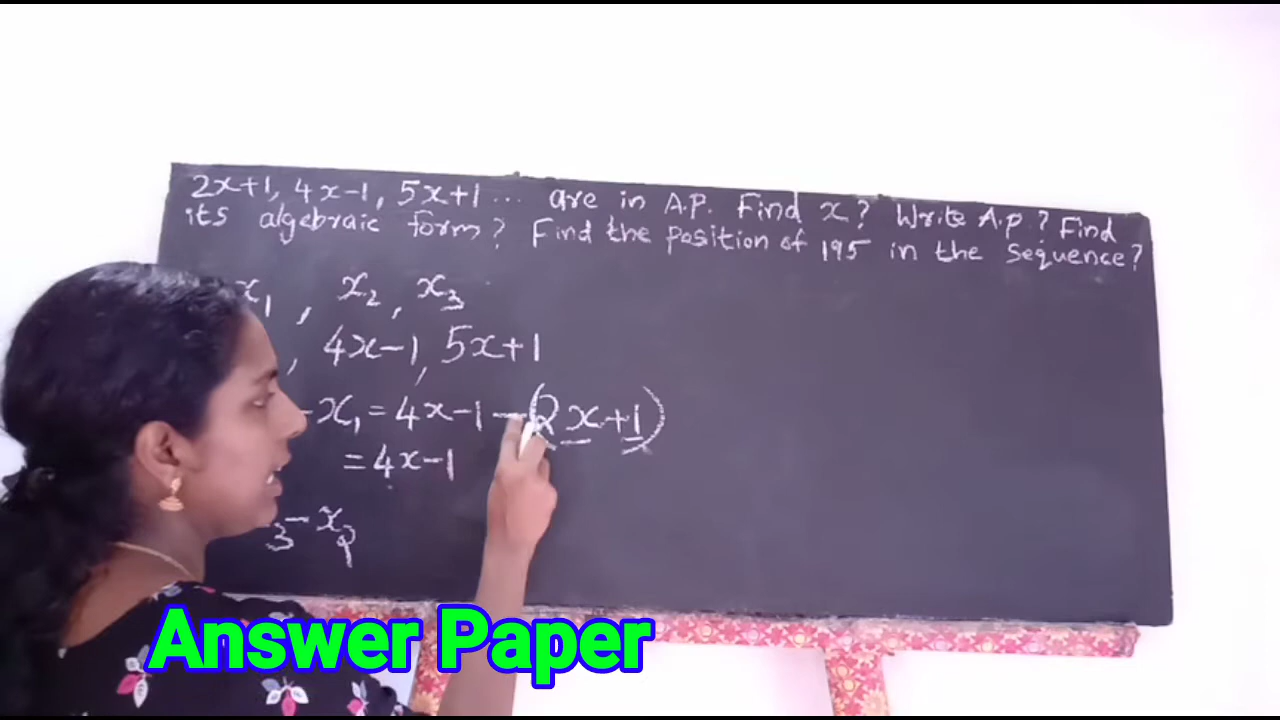 2x+1, 4x-1, 5x+1... are in A.P. Find x? Write A.P.? Find
its algebraic form? Find the position of 195 in the sequence?
x₁, x₂, x₃
, 4x-1, 5x+1
-x₁ = 4x-1-(2x+1)
= 4x-1
3-x₂
Answer Paper